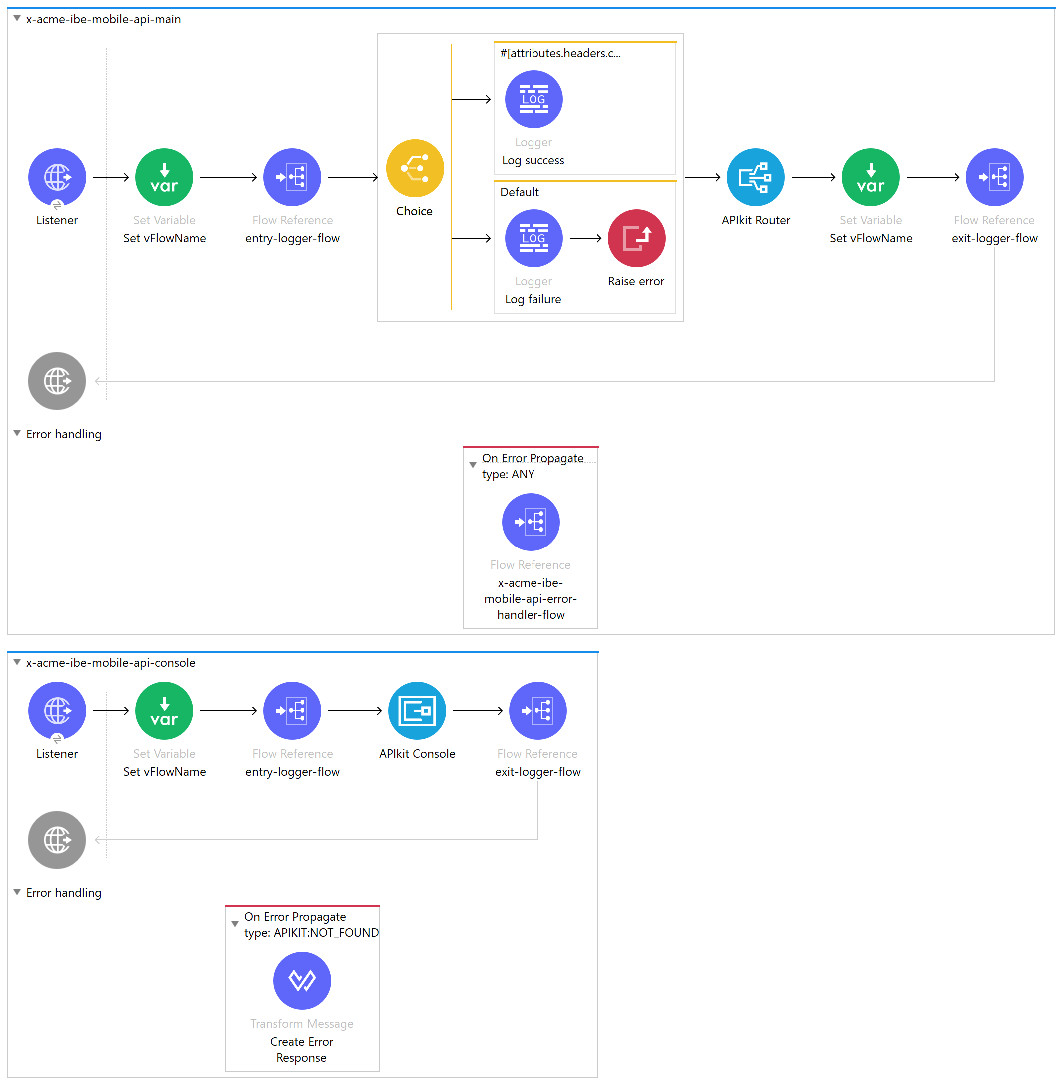 x-acme-ibe-mobile-api-main
#[attributes.headers.c...
LOG
Logger
Log success
var
Listener
Set Variable
Set vFlowName
Flow Reference
entry-logger-flow
Choice
Default
LOG
Logger
Log failure
Raise error
APIkit Router
var
Set Variable
Set vFlowName
Flow Reference
exit-logger-flow
Error handling
On Error Propagate
type: ANY
Flow Reference
x-acme-ibe-
mobile-api-error-
handler-flow
x-acme-ibe-mobile-api-console
var
Listener
Set Variable
Set vFlowName
Flow Reference
entry-logger-flow
APIkit Console
Flow Reference
exit-logger-flow
Error handling
On Error Propagate
type: APIKIT:NOT_FOUND
Transform Message
Create Error
Response